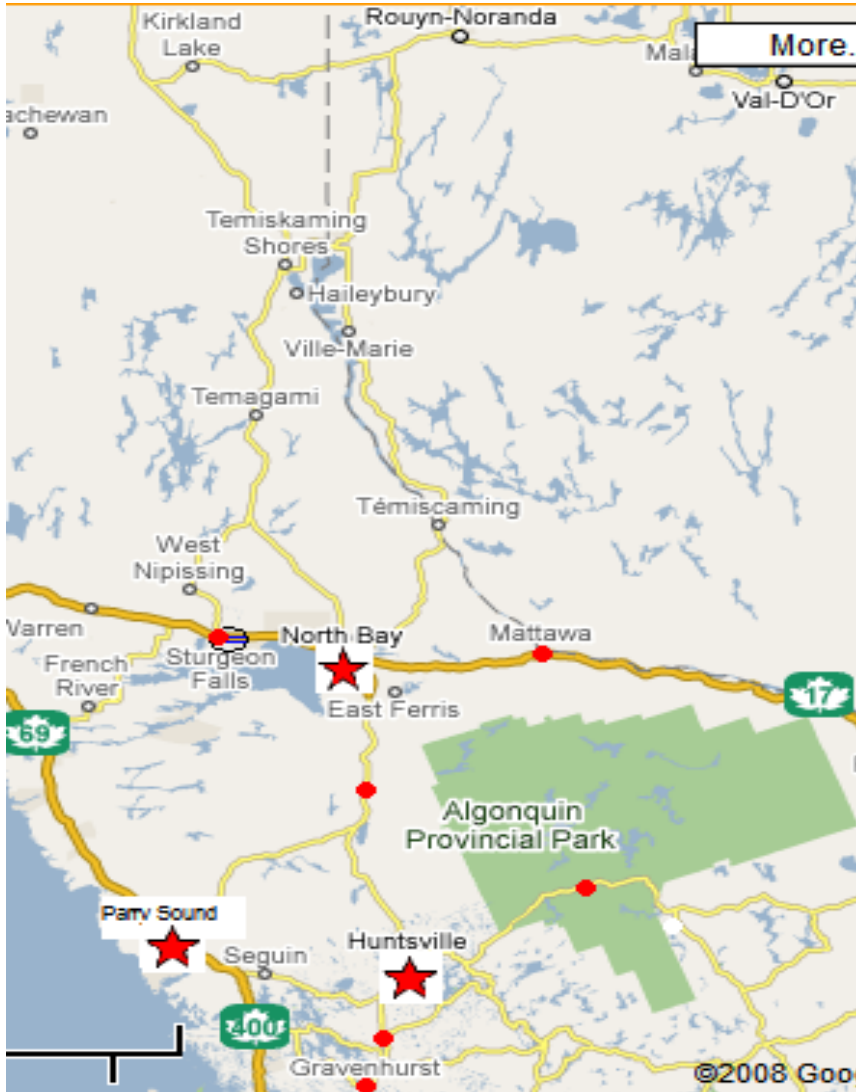 Kirkland
Lake
Rouyn-Noranda
More.
Val-D'Or
achewan
Temiskaming
Shores
Haileybury
Ville-Marie
Temagami
Témiscaming
West
Nipissing
Warren
North Bay
Mattawa
Sturgeon
Falls
French
River
East Ferris
17
69
Algonquin
Provincial Park
Parry Sound
Huntsville
Seguin
400
Gravenhurst
©2008 Goo